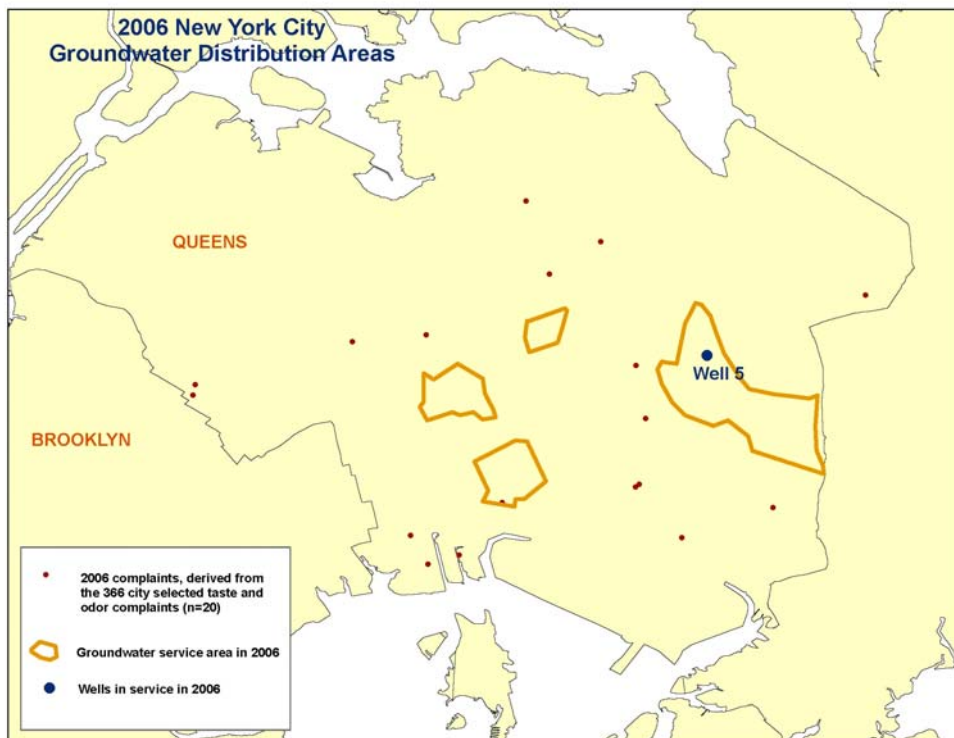 2006 New York City
Groundwater Distribution Areas
QUEENS
Well 5
BROOKLYN
2006 complaints, derived from
the 366 city selected taste and
odor complaints (n=20)
Groundwater service area in 2006
Wells in service in 2006